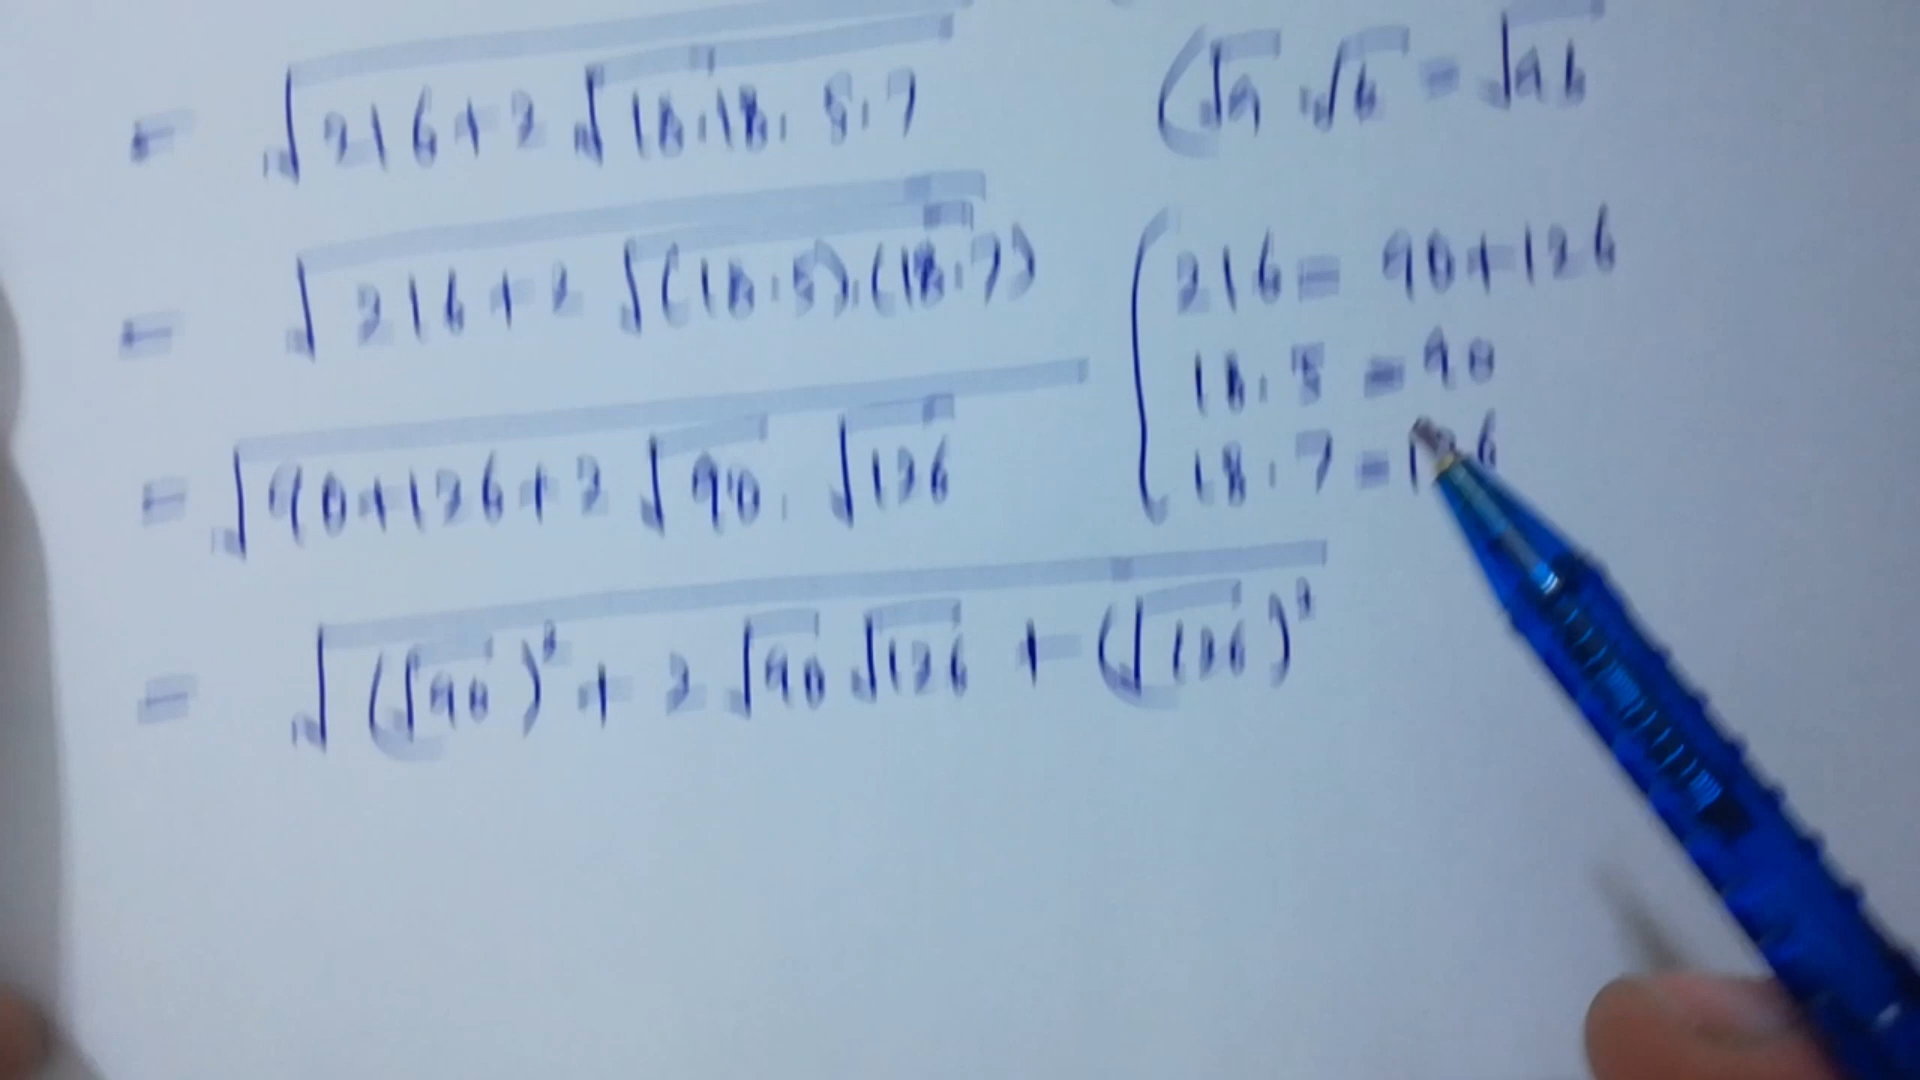 = √(216+2√(18.18.5.7
(√a.√b = √ab
= √(216+2√((18.5).(18.7)
216 = 90+126
18.5 = 90
= √(90+126+2√90.√126
18.7 = 126
= √((√90)²+2√90√126+(√126)²